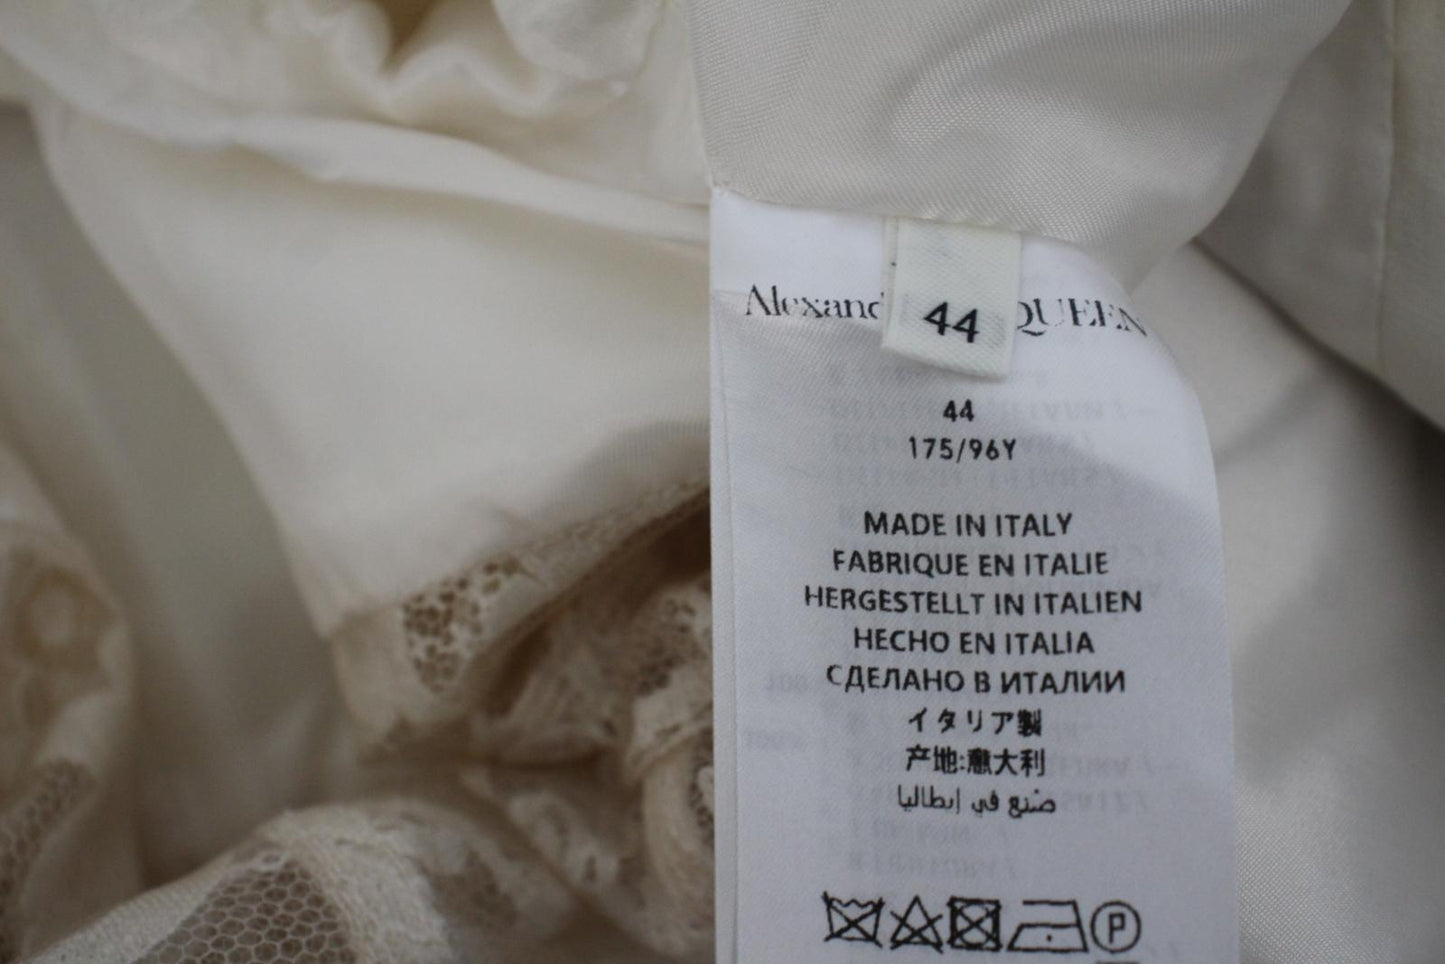 Alexand QUEEN
44
44
175/96Y
MADE IN ITALY
FABRIQUE EN ITALIE
HERGESTELLT IN ITALIEN
HECHO EN ITALIA
СДЕЛАНО В ИТАЛИИ
イタリア製
产地:意大利
صنع في إيطاليا
P